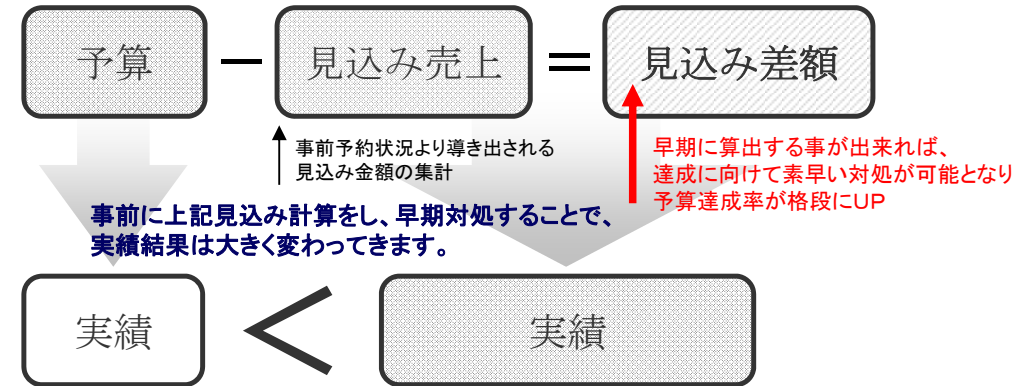 予算 － 見込み売上 ＝ 見込み差額
事前予約状況より導き出される
見込み金額の集計
早期に算出する事が出来れば、
達成に向けて素早い対処が可能となり
予算達成率が格段にUP
事前に上記見込み計算をし、早期対処することで、
実績結果は大きく変わってきます。
実績 ＜ 実績